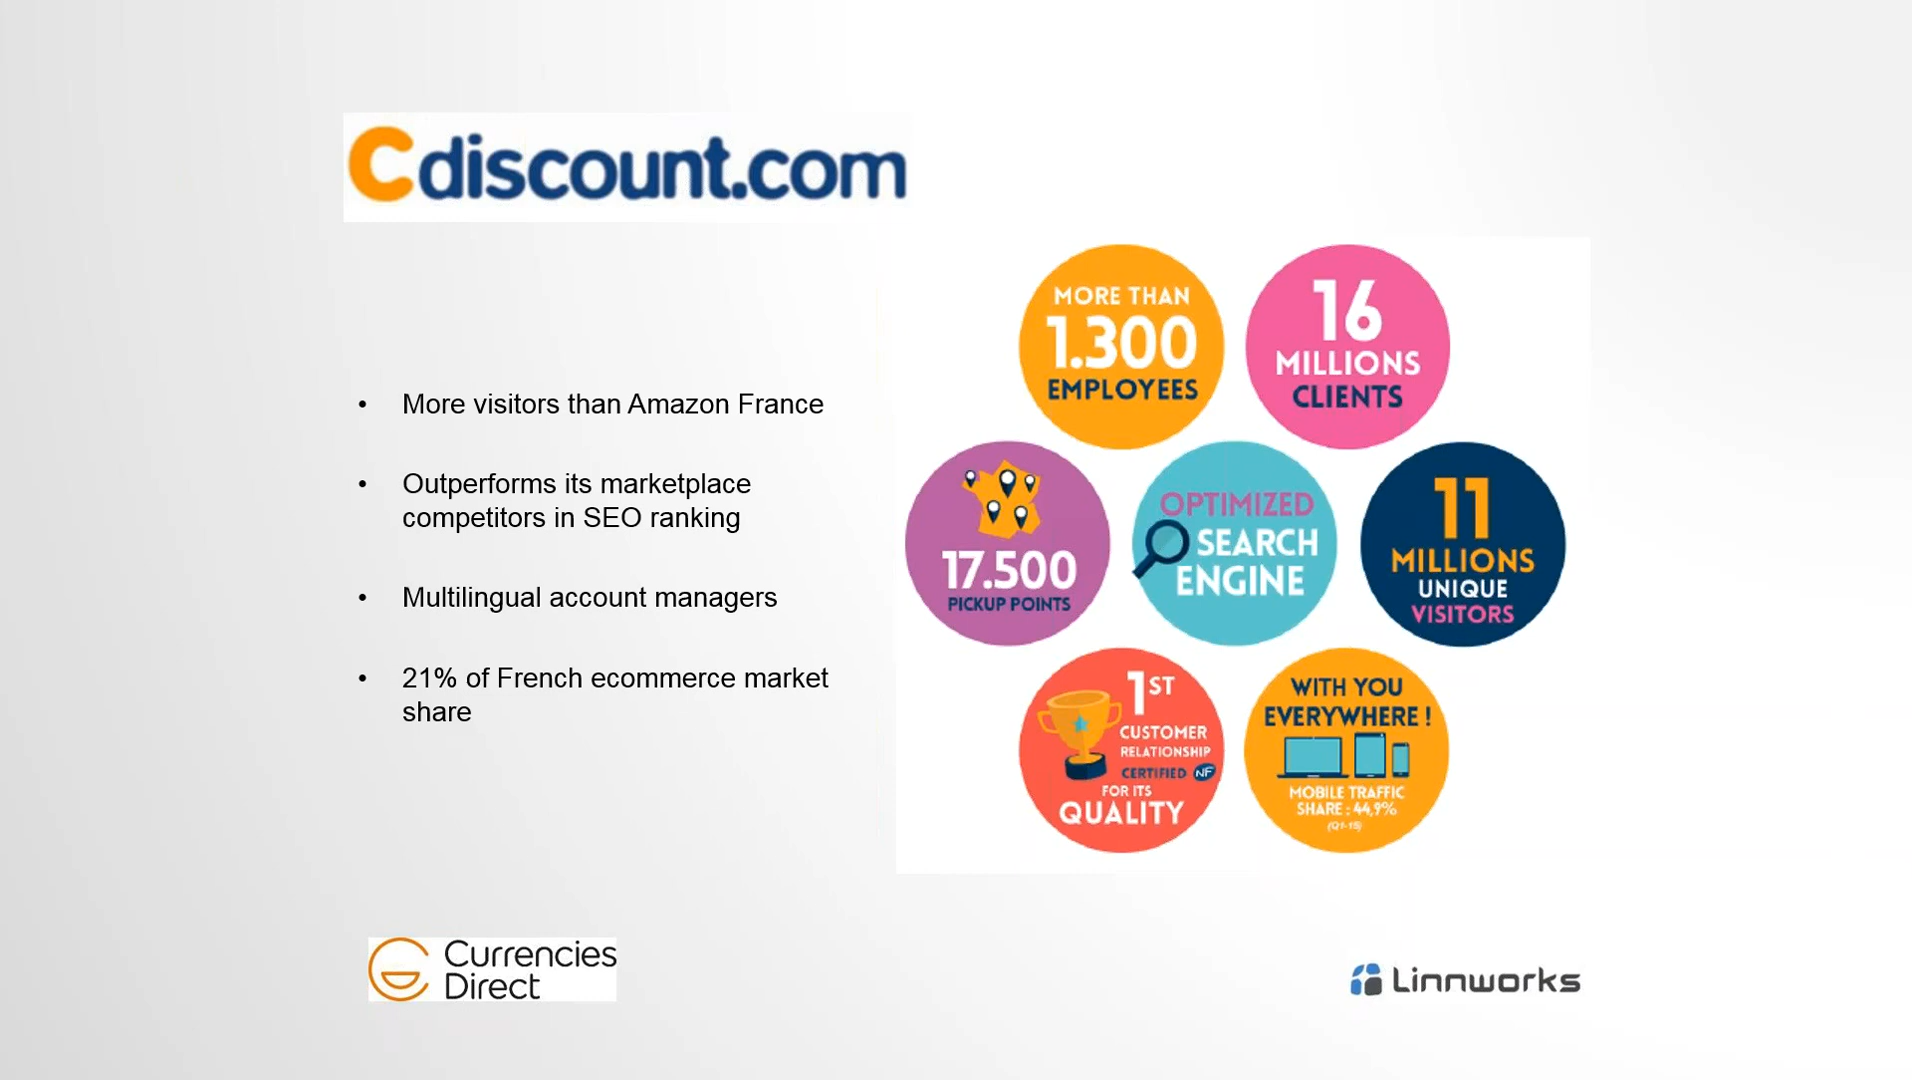 Cdiscount.com
• More visitors than Amazon France
• Outperforms its marketplace
competitors in SEO ranking
• Multilingual account managers
• 21% of French ecommerce market
share
MORE THAN
1.300
EMPLOYEES
16
MILLIONS
CLIENTS
17.500
PICKUP POINTS
OPTIMIZED
SEARCH
ENGINE
11
MILLIONS
UNIQUE
VISITORS
1ST
CUSTOMER
RELATIONSHIP
CERTIFIED NF
FOR ITS
QUALITY
WITH YOU
EVERYWHERE !
MOBILE TRAFFIC
SHARE : 44,9%
(Q1-15)
Currencies
Direct
Linnworks